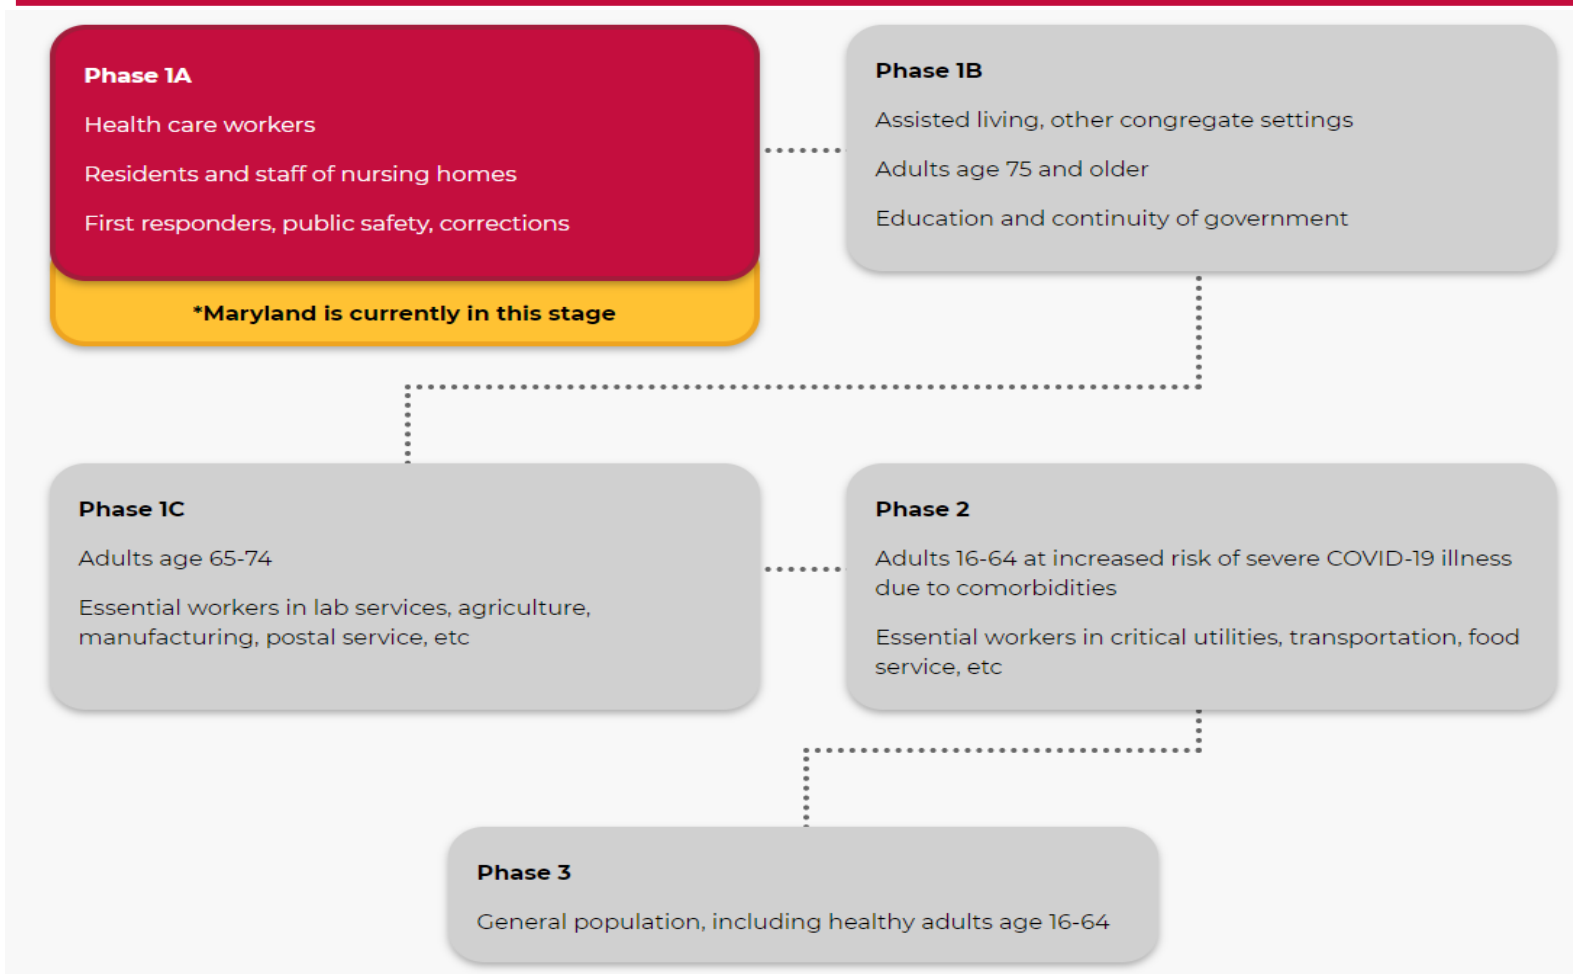 Phase 1A
Health care workers
Residents and staff of nursing homes
First responders, public safety, corrections
*Maryland is currently in this stage
Phase 1B
Assisted living, other congregate settings
Adults age 75 and older
Education and continuity of government
Phase 1C
Adults age 65-74
Essential workers in lab services, agriculture,
manufacturing, postal service, etc
Phase 2
Adults 16-64 at increased risk of severe COVID-19 illness
due to comorbidities
Essential workers in critical utilities, transportation, food
service, etc
Phase 3
General population, including healthy adults age 16-64